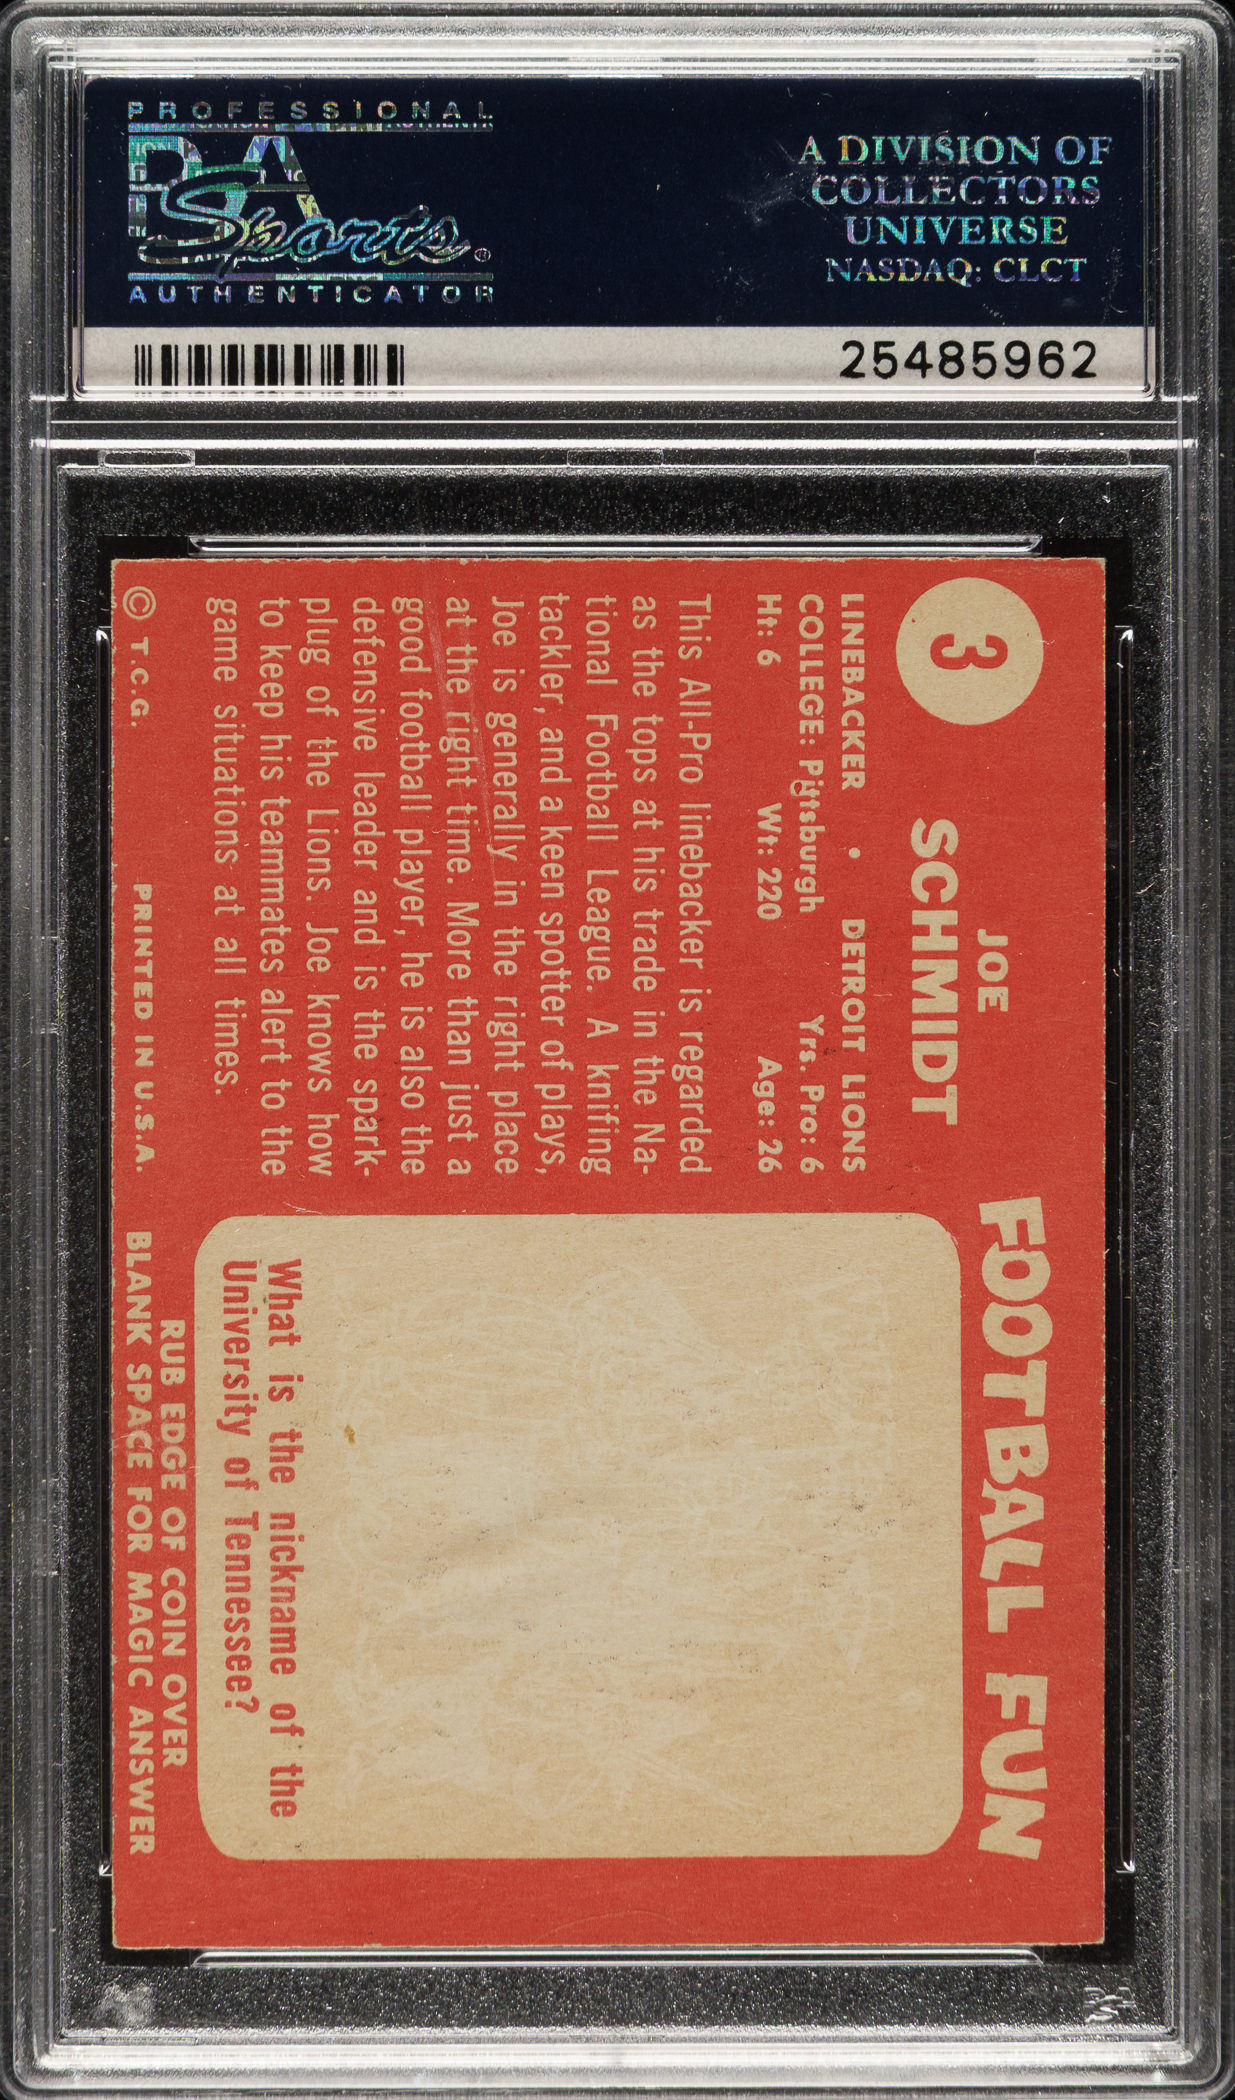 PROFESSIONAL
PSA
Sports®
AUTHENTICATOR
A DIVISION OF
COLLECTORS
UNIVERSE
NASDAQ: CLCT
25485962
3
JOE
SCHMIDT
LINEBACKER • DETROIT LIONS
COLLEGE: Pittsburgh Yrs. Pro: 6
Ht: 6 Wt: 220 Age: 26
This All-Pro linebacker is regarded
as the tops at his trade in the Na-
tional Football League. A knifing
tackler, and a keen spotter of plays,
Joe is generally in the right place
at the right time. More than just a
good football player, he is also the
defensive leader and is the spark-
plug of the Lions. Joe knows how
to keep his teammates alert to the
game situations at all times.
© T.C.G. PRINTED IN U.S.A.
FOOTBALL FUN
What is the nickname of the
University of Tennessee?
RUB EDGE OF COIN OVER
BLANK SPACE FOR MAGIC ANSWER